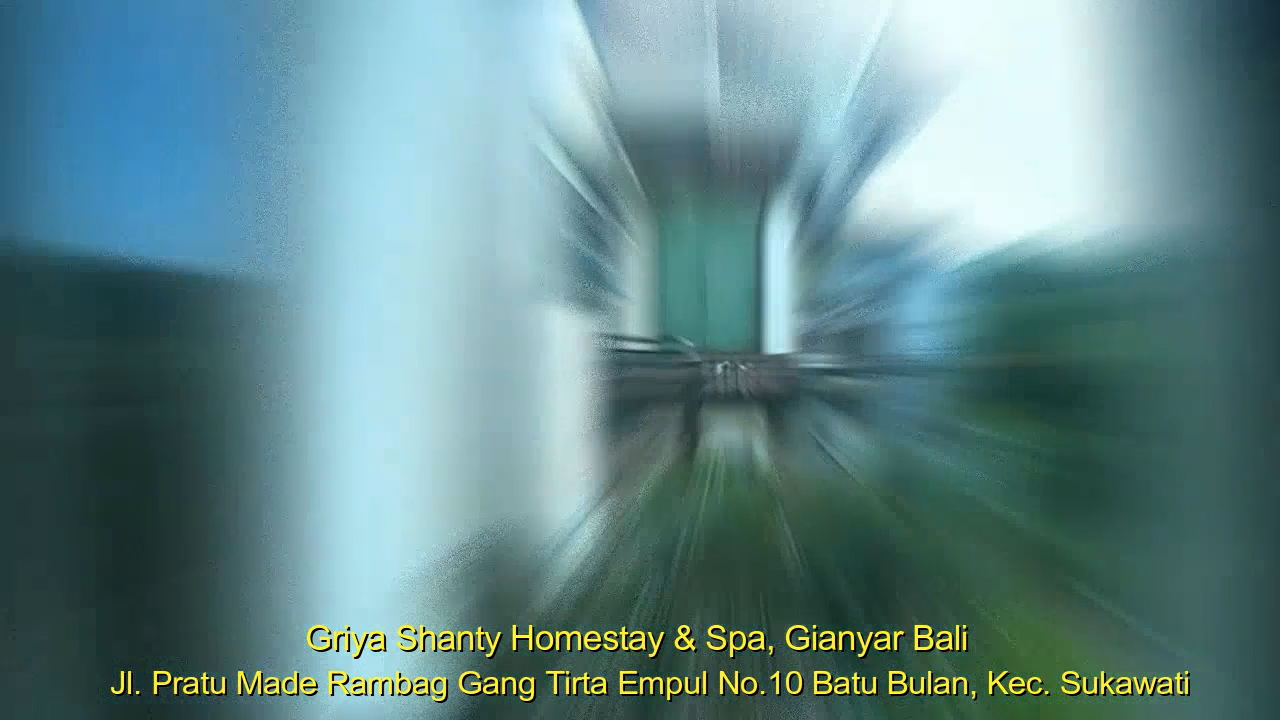 Griya Shanty Homestay & Spa, Gianyar Bali
Jl. Pratu Made Rambag Gang Tirta Empul No.10 Batu Bulan, Kec. Sukawati